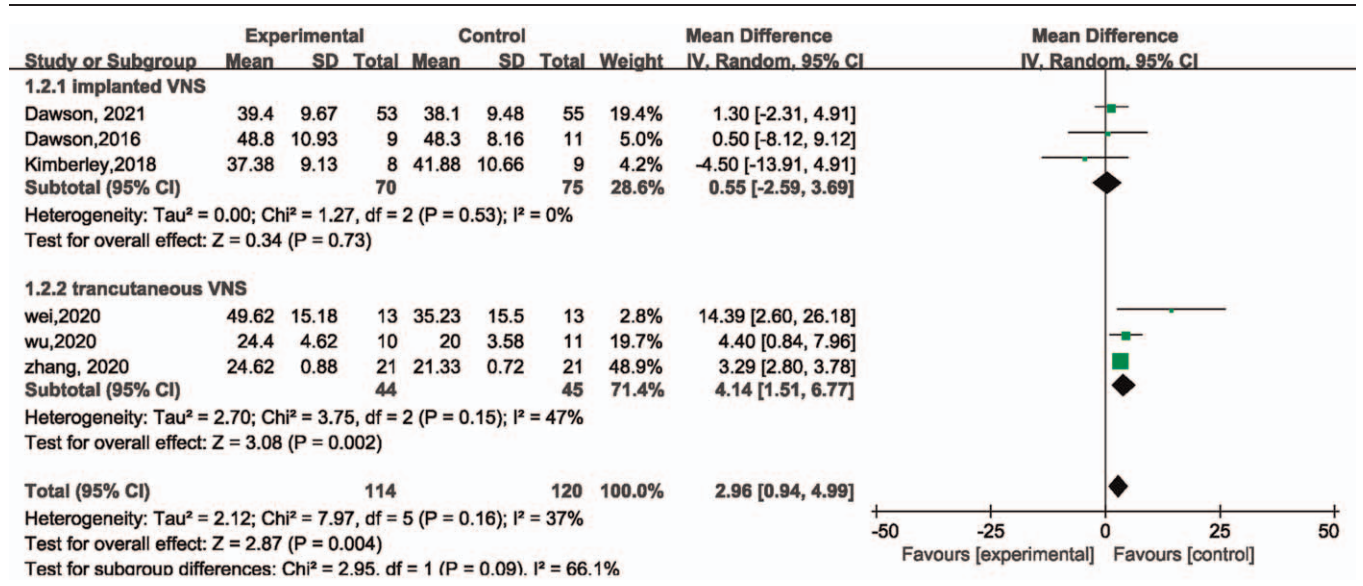 Experimental Control Mean Difference Mean Difference
Study or Subgroup Mean SD Total Mean SD Total Weight IV, Random, 95% CI IV, Random, 95% CI
1.2.1 implanted VNS
Dawson, 2021 39.4 9.67 53 38.1 9.48 55 19.4% 1.30 [-2.31, 4.91]
Dawson,2016 48.8 10.93 9 48.3 8.16 11 5.0% 0.50 [-8.12, 9.12]
Kimberley,2018 37.38 9.13 8 41.88 10.66 9 4.2% -4.50 [-13.91, 4.91]
Subtotal (95% CI) 70 75 28.6% 0.55 [-2.59, 3.69]
Heterogeneity: Tau² = 0.00; Chi² = 1.27, df = 2 (P = 0.53); I² = 0%
Test for overall effect: Z = 0.34 (P = 0.73)
1.2.2 trancutaneous VNS
wei,2020 49.62 15.18 13 35.23 15.5 13 2.8% 14.39 [2.60, 26.18]
wu,2020 24.4 4.62 10 20 3.58 11 19.7% 4.40 [0.84, 7.96]
zhang, 2020 24.62 0.88 21 21.33 0.72 21 48.9% 3.29 [2.80, 3.78]
Subtotal (95% CI) 44 45 71.4% 4.14 [1.51, 6.77]
Heterogeneity: Tau² = 2.70; Chi² = 3.75, df = 2 (P = 0.15); I² = 47%
Test for overall effect: Z = 3.08 (P = 0.002)
Total (95% CI) 114 120 100.0% 2.96 [0.94, 4.99]
Heterogeneity: Tau² = 2.12; Chi² = 7.97, df = 5 (P = 0.16); I² = 37%
Test for overall effect: Z = 2.87 (P = 0.004)
Test for subgroup differences: Chi² = 2.95, df = 1 (P = 0.09), I² = 66.1%
-50 -25 0 25 50
Favours [experimental] Favours [control]